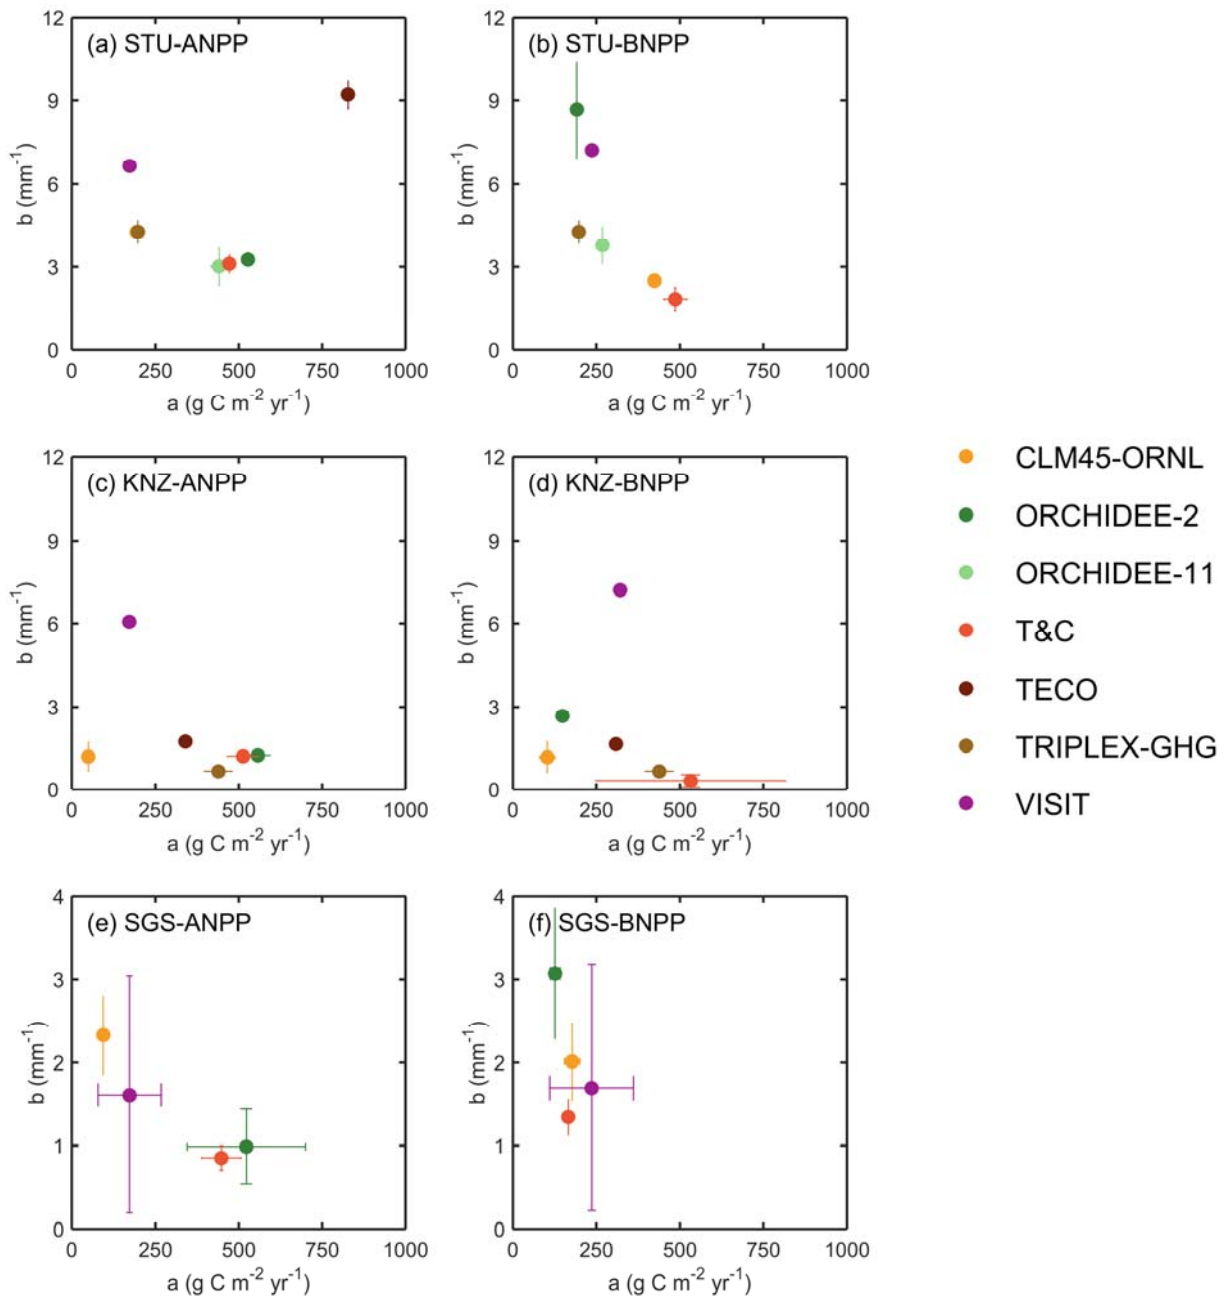 (a) STU-ANPP
12
9
6
3
0
b (mm⁻¹)
0 250 500 750 1000
a (g C m⁻² yr⁻¹)
(b) STU-BNPP
12
9
6
3
0
b (mm⁻¹)
0 250 500 750 1000
a (g C m⁻² yr⁻¹)
(c) KNZ-ANPP
12
9
6
3
0
b (mm⁻¹)
0 250 500 750 1000
a (g C m⁻² yr⁻¹)
(d) KNZ-BNPP
12
9
6
3
0
b (mm⁻¹)
0 250 500 750 1000
a (g C m⁻² yr⁻¹)
(e) SGS-ANPP
4
3
2
1
0
b (mm⁻¹)
0 250 500 750 1000
a (g C m⁻² yr⁻¹)
(f) SGS-BNPP
4
3
2
1
0
b (mm⁻¹)
0 250 500 750 1000
a (g C m⁻² yr⁻¹)
CLM45-ORNL
ORCHIDEE-2
ORCHIDEE-11
T&C
TECO
TRIPLEX-GHG
VISIT